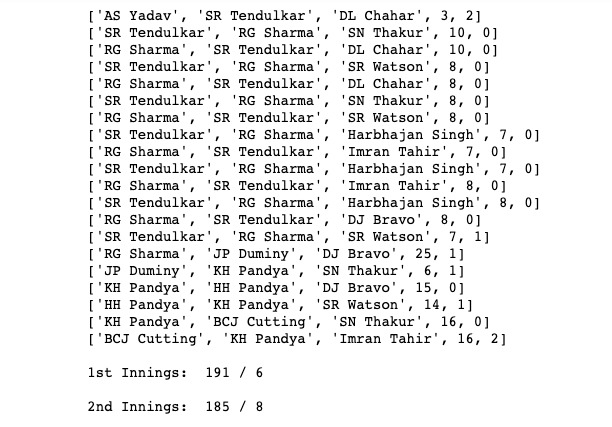 ['AS Yadav', 'SR Tendulkar', 'DL Chahar', 3, 2]
['SR Tendulkar', 'RG Sharma', 'SN Thakur', 10, 0]
['RG Sharma', 'SR Tendulkar', 'DL Chahar', 10, 0]
['SR Tendulkar', 'RG Sharma', 'SR Watson', 8, 0]
['RG Sharma', 'SR Tendulkar', 'DL Chahar', 8, 0]
['SR Tendulkar', 'RG Sharma', 'SN Thakur', 8, 0]
['RG Sharma', 'SR Tendulkar', 'SR Watson', 8, 0]
['SR Tendulkar', 'RG Sharma', 'Harbhajan Singh', 7, 0]
['RG Sharma', 'SR Tendulkar', 'Imran Tahir', 7, 0]
['SR Tendulkar', 'RG Sharma', 'Harbhajan Singh', 7, 0]
['RG Sharma', 'SR Tendulkar', 'Imran Tahir', 8, 0]
['SR Tendulkar', 'RG Sharma', 'Harbhajan Singh', 8, 0]
['RG Sharma', 'SR Tendulkar', 'DJ Bravo', 8, 0]
['SR Tendulkar', 'RG Sharma', 'SR Watson', 7, 1]
['RG Sharma', 'JP Duminy', 'DJ Bravo', 25, 1]
['JP Duminy', 'KH Pandya', 'SN Thakur', 6, 1]
['KH Pandya', 'HH Pandya', 'DJ Bravo', 15, 0]
['HH Pandya', 'KH Pandya', 'SR Watson', 14, 1]
['KH Pandya', 'BCJ Cutting', 'SN Thakur', 16, 0]
['BCJ Cutting', 'KH Pandya', 'Imran Tahir', 16, 2]
1st Innings:  191 / 6
2nd Innings:  185 / 8